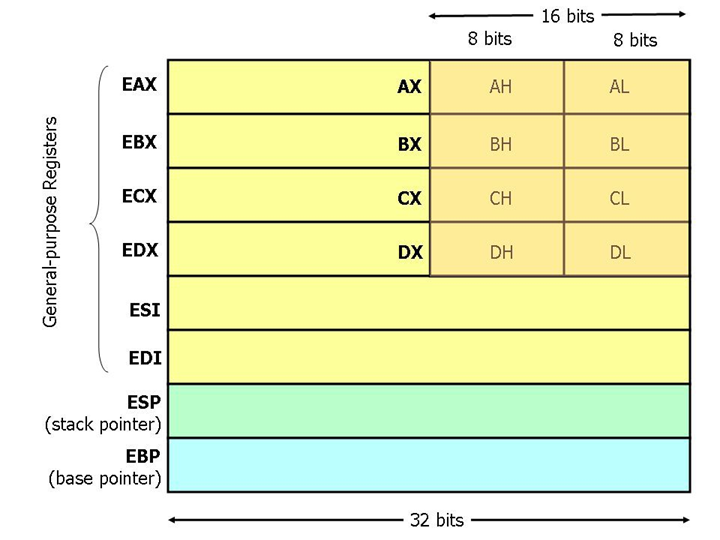 16 bits
8 bits 8 bits
General-purpose Registers
EAX AX AH AL
EBX BX BH BL
ECX CX CH CL
EDX DX DH DL
ESI
EDI
ESP
(stack pointer)
EBP
(base pointer)
32 bits